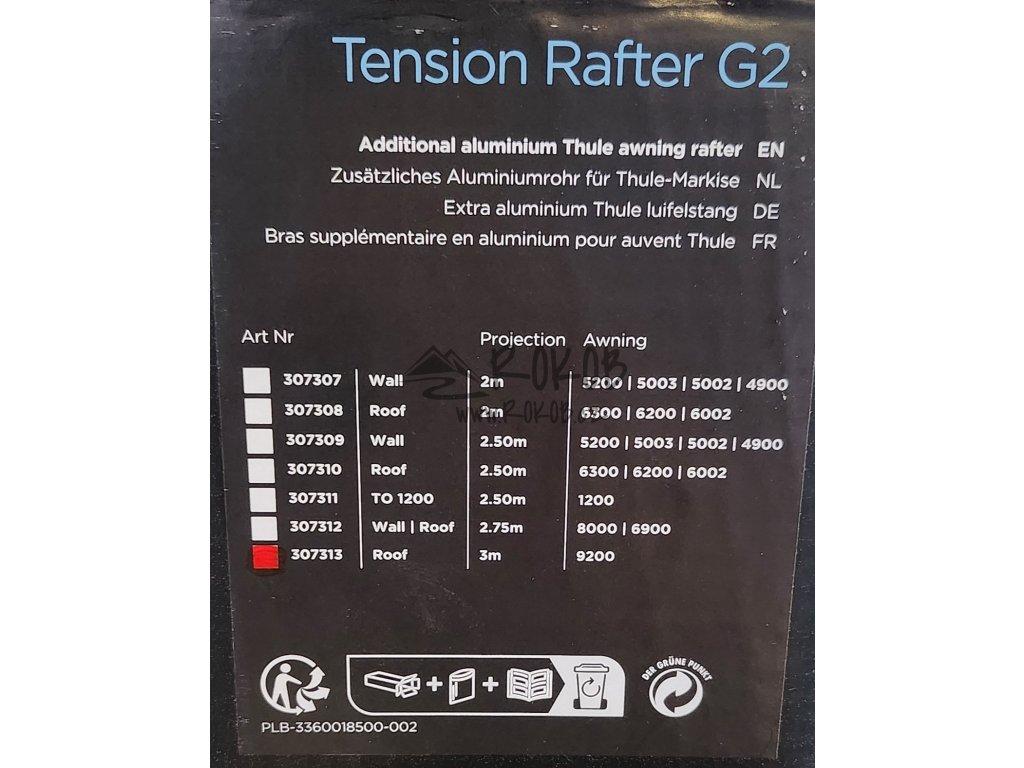 Tension Rafter G2
Additional aluminium Thule awning rafter EN
Zusätzliches Aluminiumrohr für Thule-Markise NL
Extra aluminium Thule luifelstang DE
Bras supplémentaire en aluminium pour auvent Thule FR
Art Nr Projection Awning
ROKOB
www.ROKOB.cz
307307 Wall 2m 5200 | 5003 | 5002 | 4900
307308 Roof 2m 6300 | 6200 | 6002
307309 Wall 2.50m 5200 | 5003 | 5002 | 4900
307310 Roof 2.50m 6300 | 6200 | 6002
307311 TO 1200 2.50m 1200
307312 Wall | Roof 2.75m 8000 | 6900
307313 Roof 3m 9200
+ +
DER GRÜNE PUNKT
PLB-3360018500-002